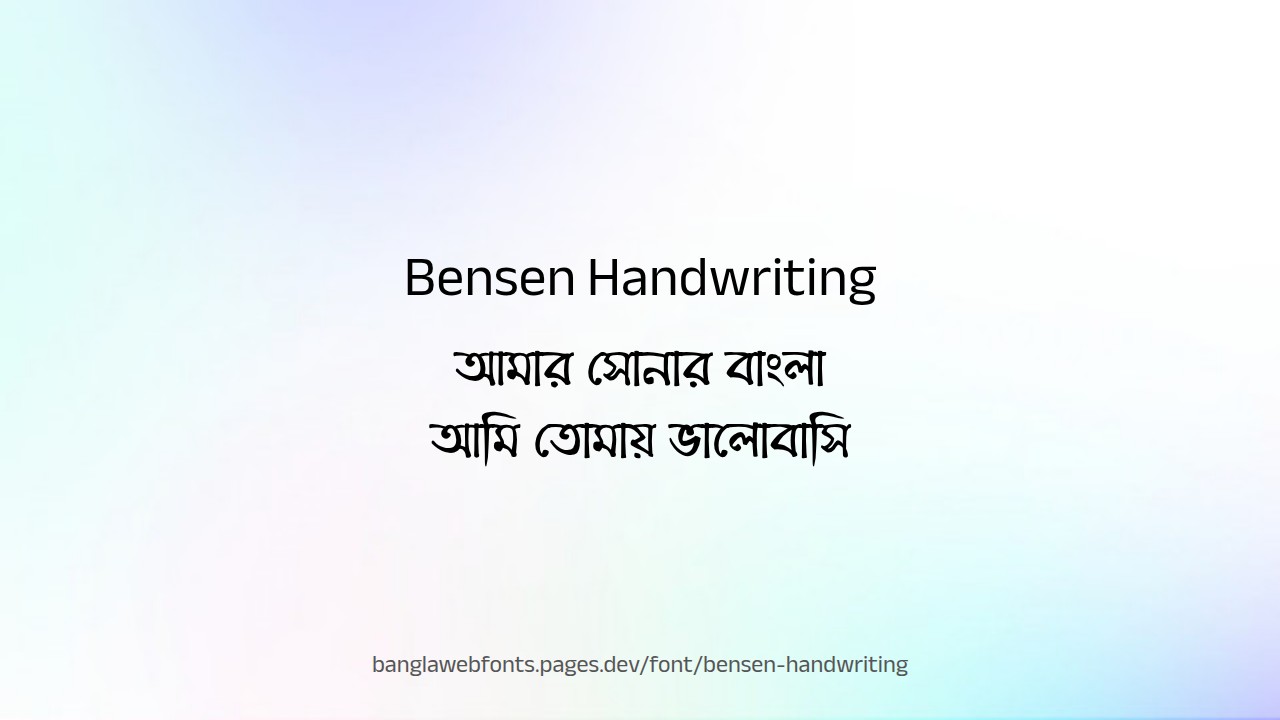 Bensen Handwriting
আমার সোনার বাংলা
আমি তোমায় ভালোবাসি
banglawebfonts.pages.dev/font/bensen-handwriting